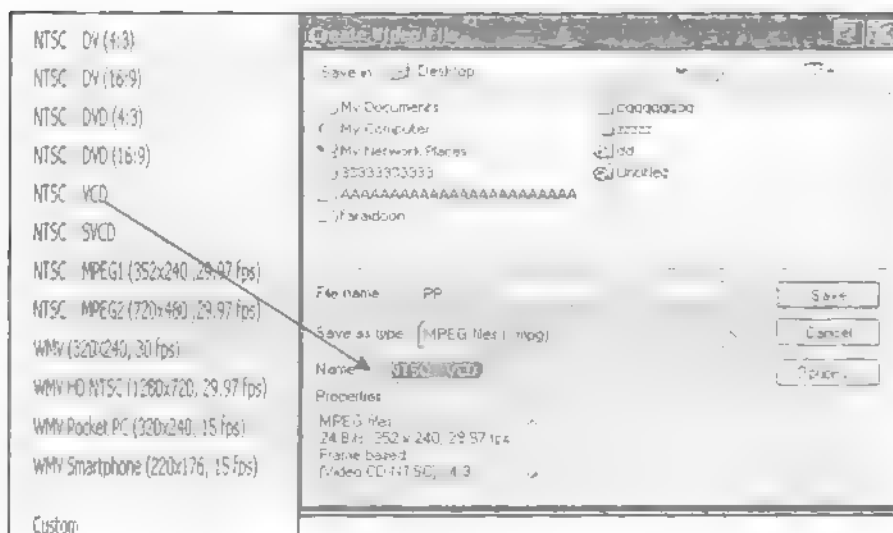 NTSC DV (4:3)
NTSC DV (16:9)
NTSC DVD (4:3)
NTSC DVD (16:9)
NTSC VCD
NTSC SVCD
NTSC MPEG1 (352x240, 29.97 fps)
NTSC MPEG2 (720x480, 29.97 fps)
WMV (320x240, 30 fps)
WMV HD NTSC (1280x720, 29.97 fps)
WMV Pocket PC (320x240, 15 fps)
WMV Smartphone (220x176, 15 fps)
Custom
Create Video File
Save in Desktop
My Documents
My Computer
My Network Places
Faraidoon
dd
Untitled
File name PP
Save as type MPEG files (*.mpg)
Name NTSC VCD
Properties
MPEG files
24 Bits, 352 x 240, 29.97 fps
Frame based
(Video CD-NTSC), 4:3
Save
Cancel
Options...